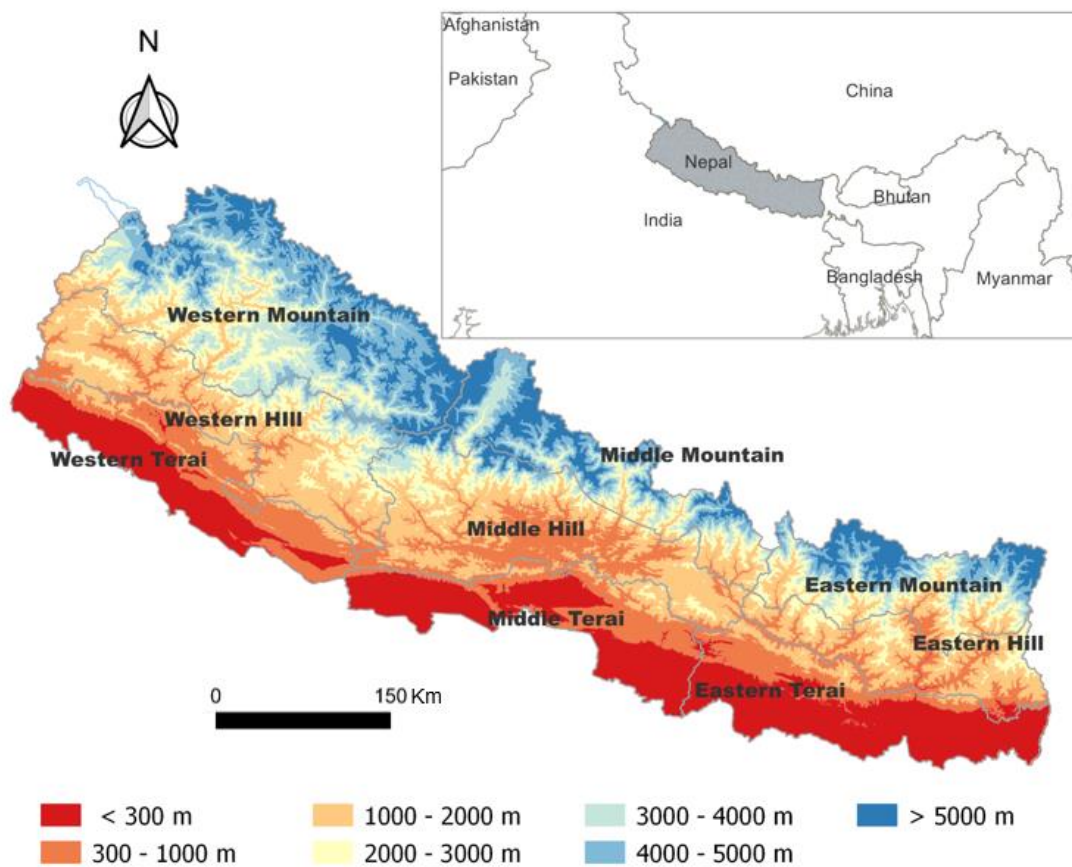 N
Afghanistan
Pakistan
China
Nepal
Bhutan
India
Bangladesh
Myanmar
Western Mountain
Western HIll
Western Terai
Middle Mountain
Middle Hill
Middle Terai
Eastern Mountain
Eastern Hill
Eastern Terai
0 150 Km
< 300 m 1000 - 2000 m 3000 - 4000 m > 5000 m
300 - 1000 m 2000 - 3000 m 4000 - 5000 m